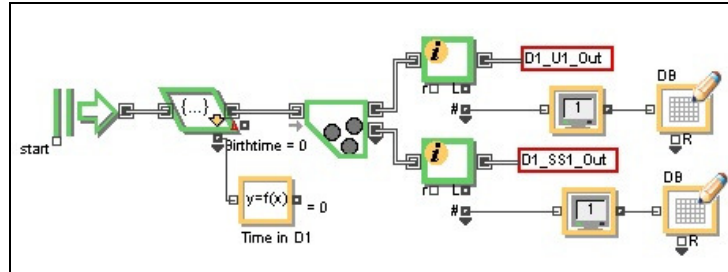 D1_U1_Out
r L
DB
{...}
#
1
R
start
Δ
Birthtime = 0
D1_SS1_Out
r L
DB
y=f(x)
= 0
#
1
R
Time in D1